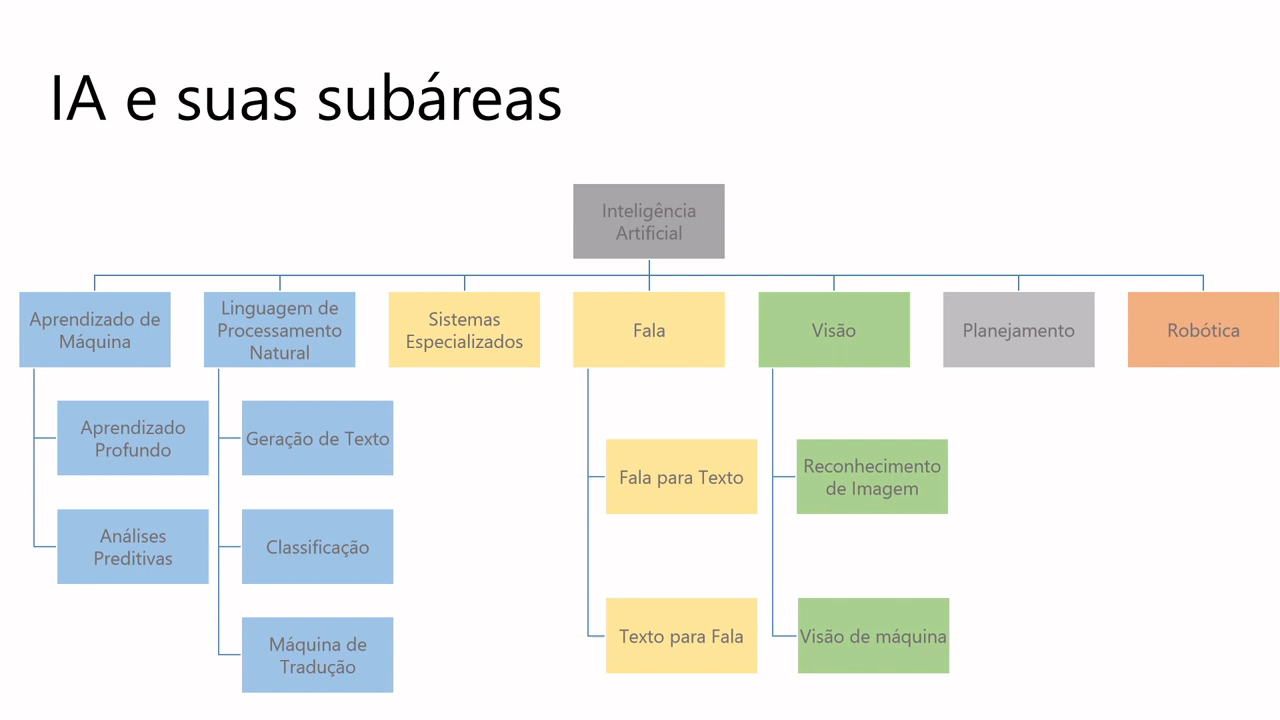 IA e suas subáreas
Inteligência
Artificial
Aprendizado de
Máquina
Linguagem de
Processamento
Natural
Sistemas
Especializados
Fala
Visão
Planejamento
Robótica
Aprendizado
Profundo
Geração de Texto
Fala para Texto
Reconhecimento
de Imagem
Análises
Preditivas
Classificação
Máquina de
Tradução
Texto para Fala
Visão de máquina